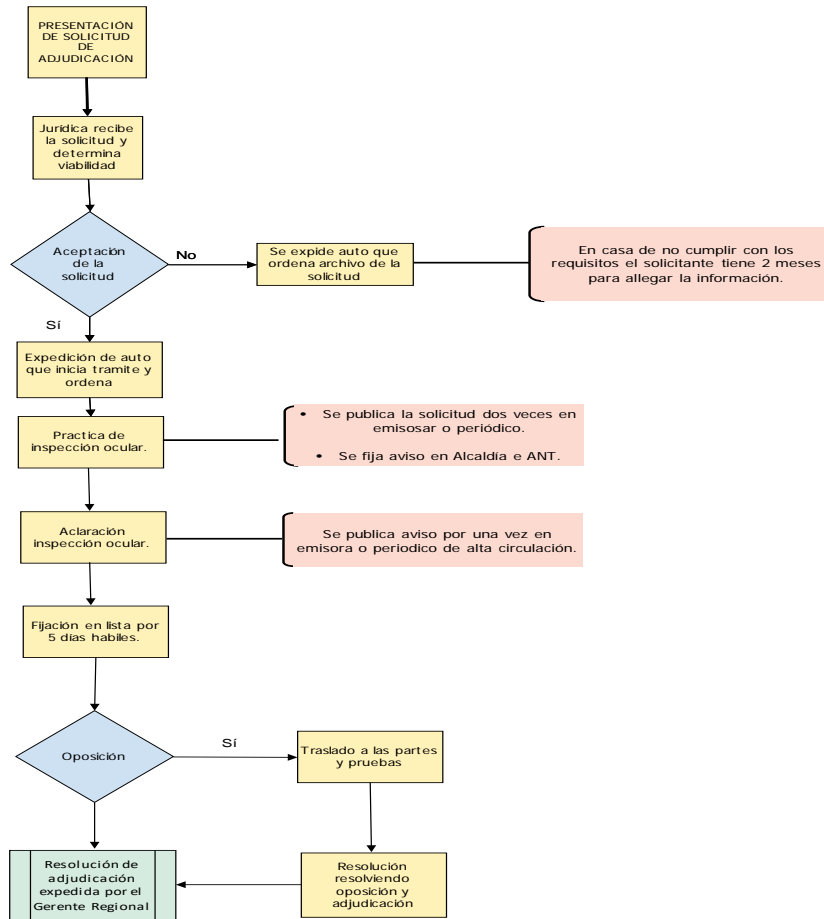 PRESENTACIÓN
DE SOLICITUD
DE
ADJUDICACIÓN
Jurídica recibe
la solicitud y
determina
viabilidad
Aceptación
de la
solicitud
No
Se expide auto que
ordena archivo de la
solicitud
En casa de no cumplir con los
requisitos el solicitante tiene 2 meses
para allegar la información.
Sí
Expedición de auto
que inicia tramite y
ordena
Practica de
inspección ocular.
• Se publica la solicitud dos veces en
emisosar o periódico.
• Se fija aviso en Alcaldía e ANT.
Aclaración
inspección ocular.
Se publica aviso por una vez en
emisora o periodico de alta circulación.
Fijación en lista por
5 días habiles.
Oposición
Sí
Traslado a las partes
y pruebas
Resolución de
adjudicación
expedida por el
Gerente Regional
Resolución
resolviendo
oposición y
adjudicación